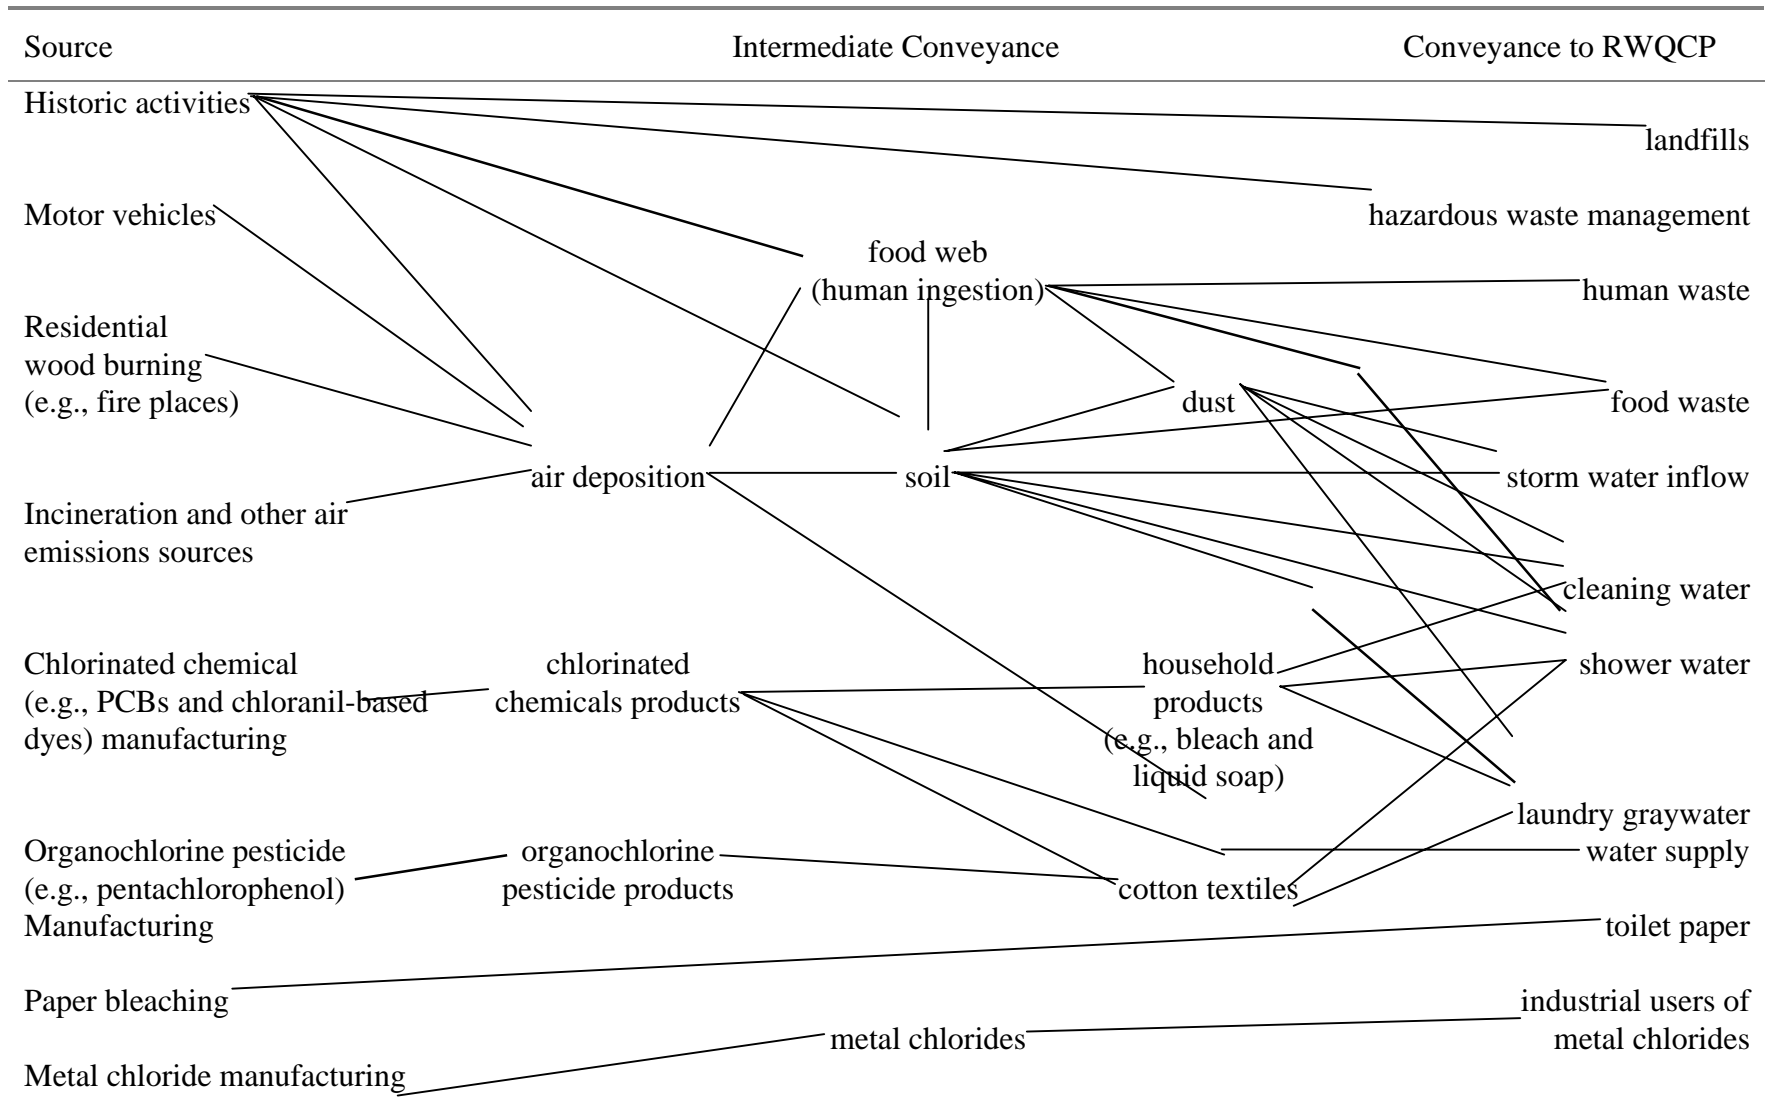 Source
Intermediate Conveyance
Conveyance to RWQCP
Historic activities
landfills
Motor vehicles
hazardous waste management
food web
(human ingestion)
human waste
Residential
wood burning
(e.g., fire places)
dust
food waste
air deposition
soil
storm water inflow
Incineration and other air
emissions sources
cleaning water
Chlorinated chemical
(e.g., PCBs and chloranil-based
dyes) manufacturing
chlorinated
chemicals products
household
products
(e.g., bleach and
liquid soap)
shower water
laundry graywater
Organochlorine pesticide
(e.g., pentachlorophenol)
Manufacturing
organochlorine
pesticide products
cotton textiles
water supply
toilet paper
Paper bleaching
industrial users of
metal chlorides
metal chlorides
Metal chloride manufacturing